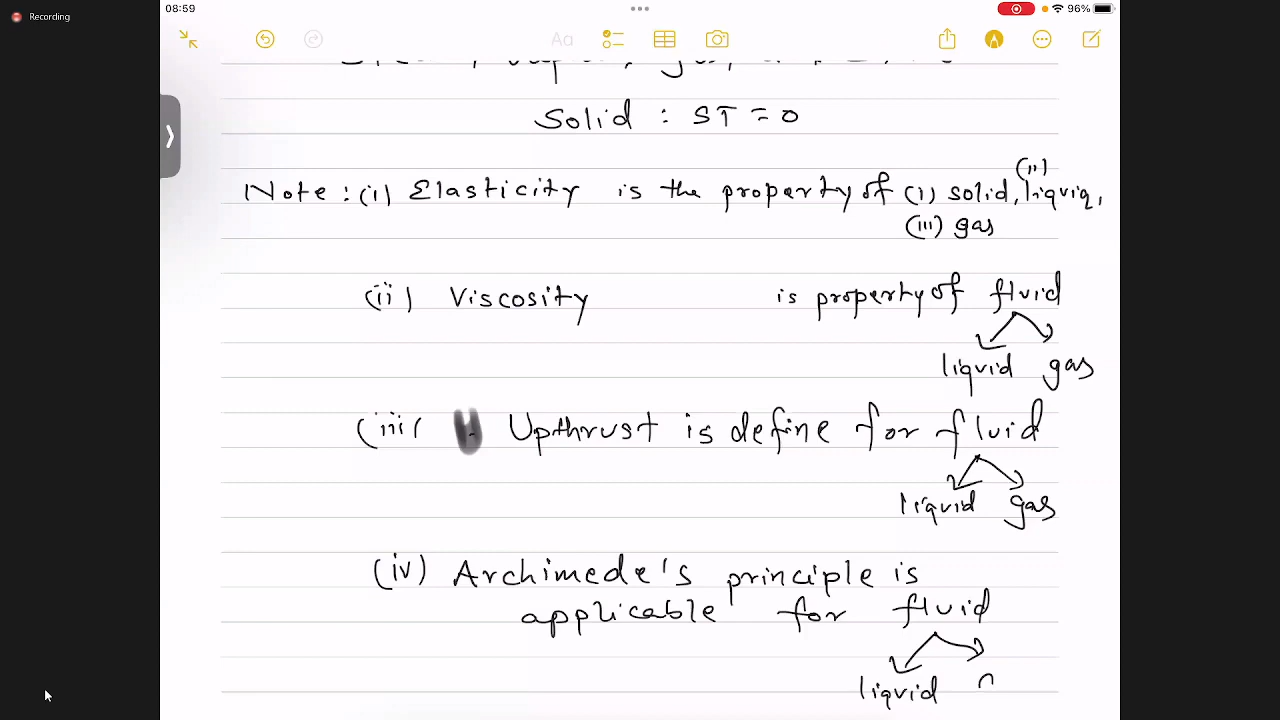 Recording
08:59
96%
Aa
Solid : ST = 0
Note : (i) Elasticity is the property of (i) solid, (ii) liquiq,
(iii) gas
(ii) Viscosity is property of fluid
liquid gas
(iii( Upthrust is define for fluid
liquid gas
(iv) Archimede's principle is
applicable for fluid
liquid